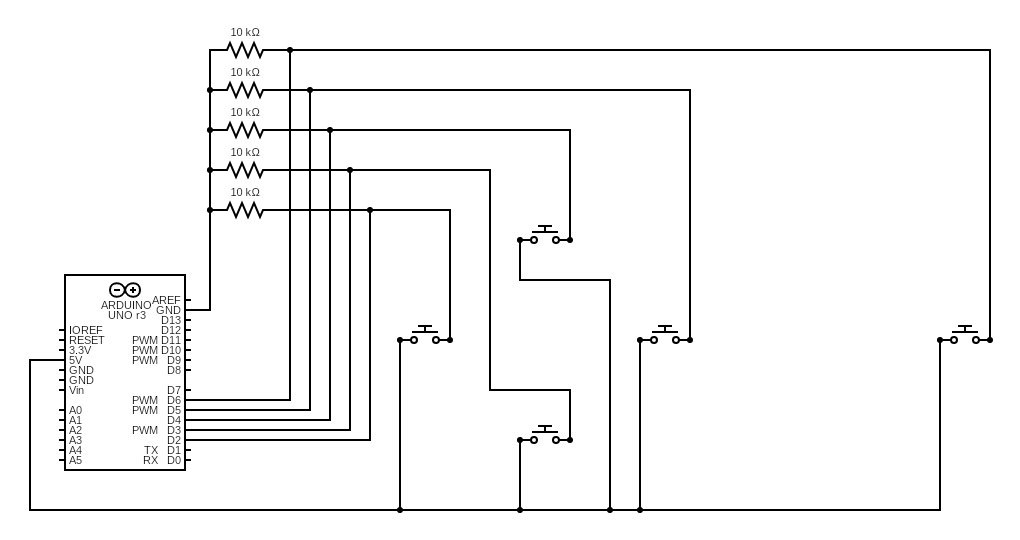 10 kΩ
10 kΩ
10 kΩ
10 kΩ
10 kΩ
ARDUINO
UNO r3
IOREF
RESET
3.3V
5V
GND
GND
Vin
A0
A1
A2
A3
A4
A5
AREF
GND
D13
D12
PWM D11
PWM D10
PWM D9
D8
D7
PWM D6
PWM D5
D4
PWM D3
D2
TX D1
RX D0